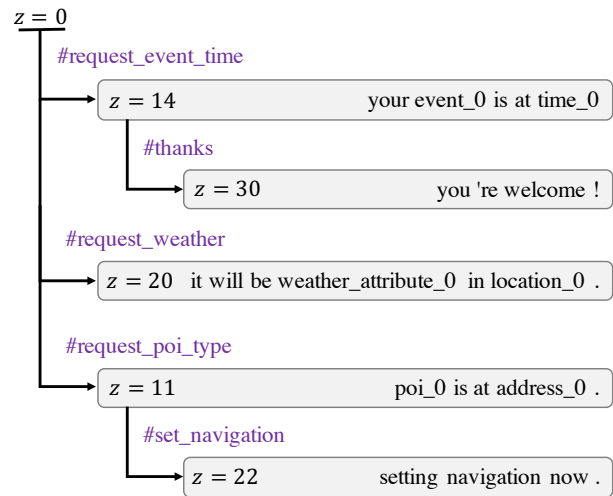 z = 0
#request_event_time
z = 14 your event_0 is at time_0
#thanks
z = 30 you 're welcome !
#request_weather
z = 20 it will be weather_attribute_0 in location_0 .
#request_poi_type
z = 11 poi_0 is at address_0 .
#set_navigation
z = 22 setting navigation now .